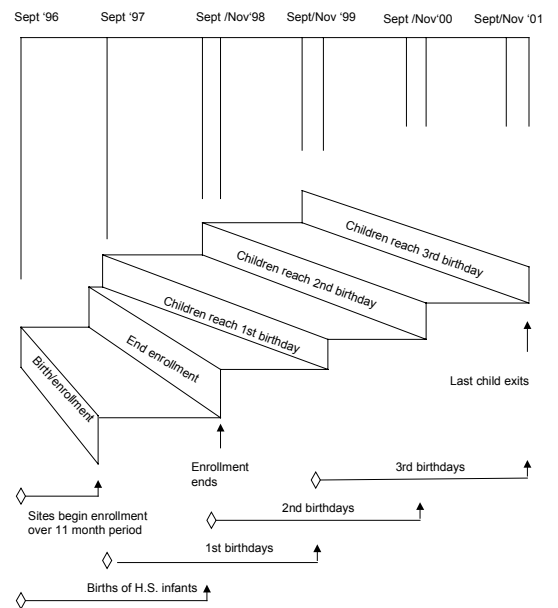 Sept ‘96 Sept ‘97 Sept /Nov‘98 Sept/Nov ‘99 Sept /Nov‘00 Sept/Nov ‘01
Children reach 3rd birthday
Children reach 2nd birthday
Children reach 1st birthday
End enrollment
Birth/enrollment
Last child exits
Enrollment
ends
3rd birthdays
Sites begin enrollment
over 11 month period
2nd birthdays
1st birthdays
Births of H.S. infants